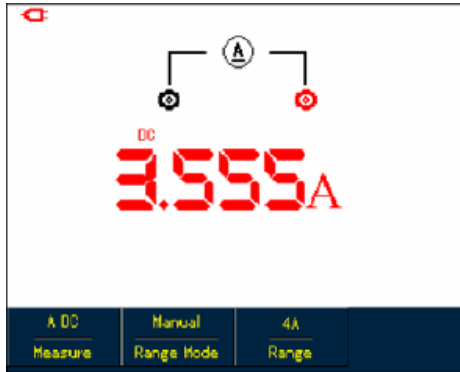 A
DC
3.555A
A DC Manual 4A
Measure Range Mode Range